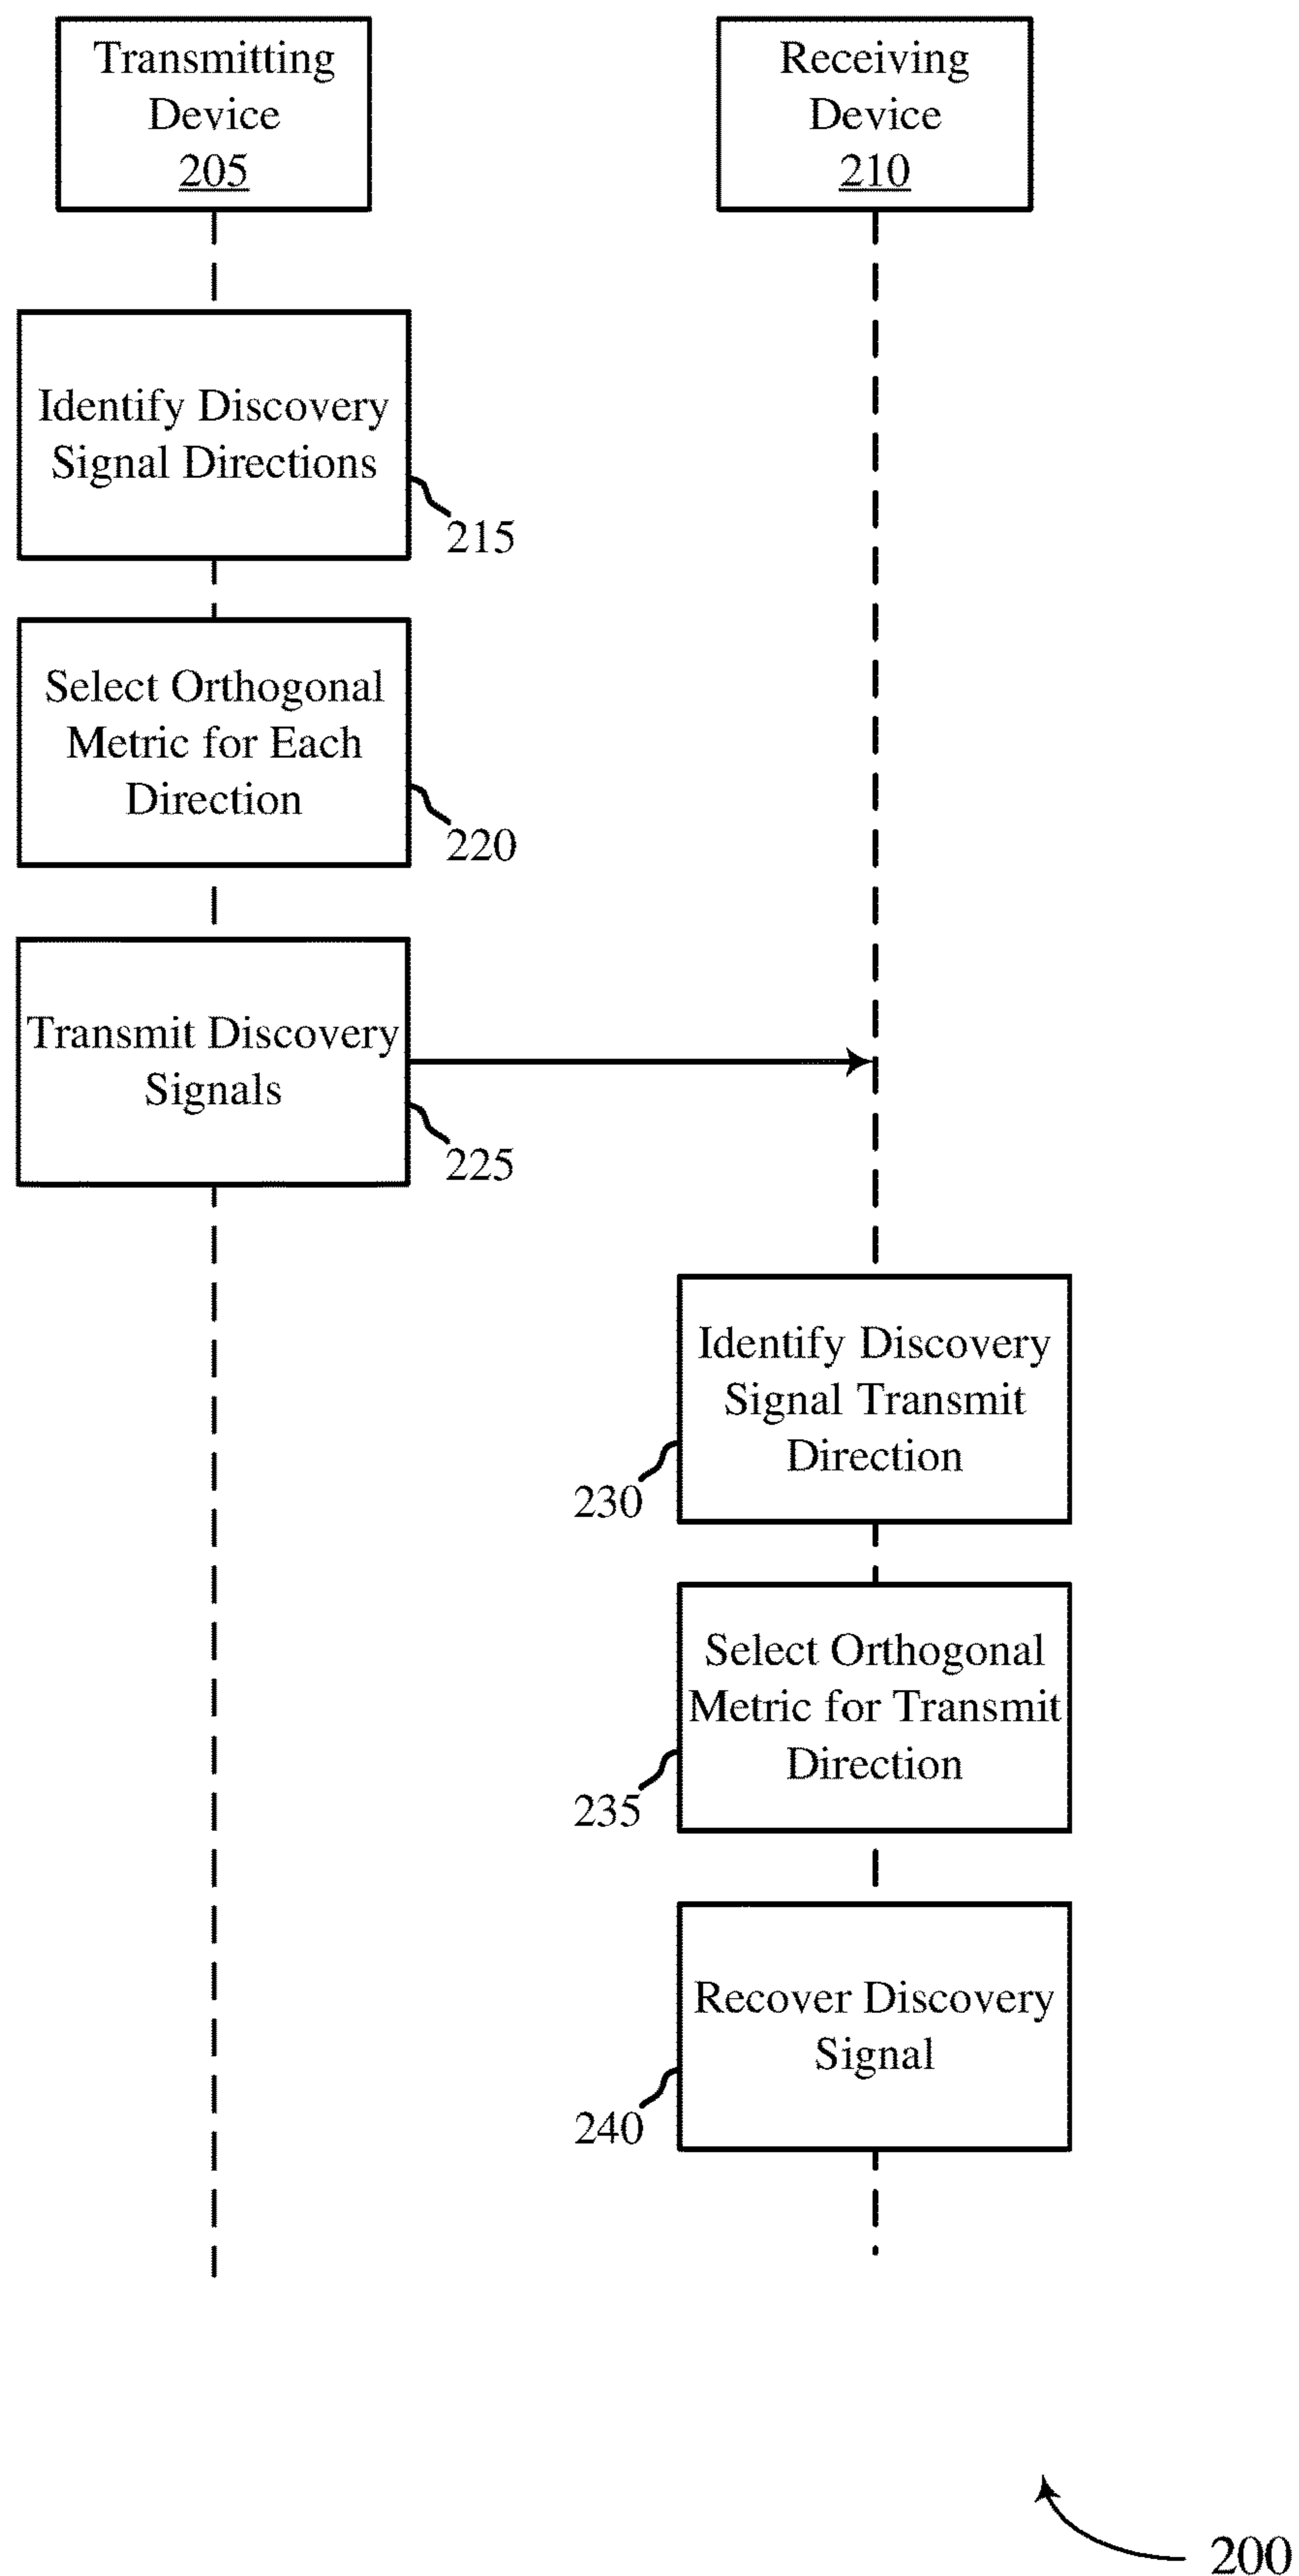 Transmitting
Device
205
Receiving
Device
210
Identify Discovery
Signal Directions
215
Select Orthogonal
Metric for Each
Direction
220
Transmit Discovery
Signals
225
Identify Discovery
Signal Transmit
Direction
230
Select Orthogonal
Metric for Transmit
Direction
235
Recover Discovery
Signal
240
200